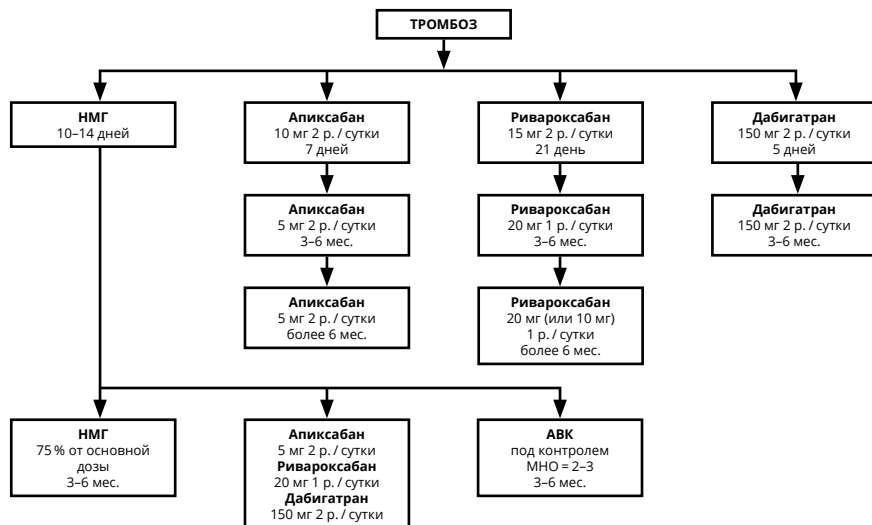 ТРОМБОЗ
НМГ
10–14 дней
Апиксабан
10 мг 2 р. / сутки
7 дней
Ривароксабан
15 мг 2 р. / сутки
21 день
Дабигатран
150 мг 2 р. / сутки
5 дней
Апиксабан
5 мг 2 р. / сутки
3–6 мес.
Ривароксабан
20 мг 1 р. / сутки
3–6 мес.
Дабигатран
150 мг 2 р. / сутки
3–6 мес.
Апиксабан
5 мг 2 р. / сутки
более 6 мес.
Ривароксабан
20 мг (или 10 мг)
1 р. / сутки
более 6 мес.
НМГ
75 % от основной
дозы
3–6 мес.
Апиксабан
5 мг 2 р. / сутки
Ривароксабан
20 мг 1 р. / сутки
Дабигатран
150 мг 2 р. / сутки
АВК
под контролем
МНО = 2–3
3–6 мес.